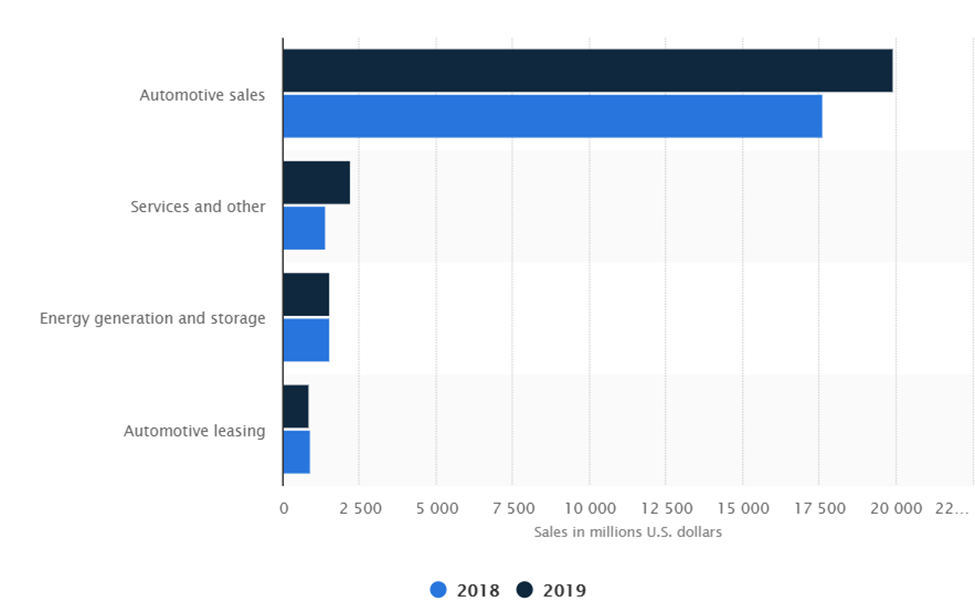 Automotive sales
Services and other
Energy generation and storage
Automotive leasing
0 2 500 5 000 7 500 10 000 12 500 15 000 17 500 20 000 22…
Sales in millions U.S. dollars
2018 2019